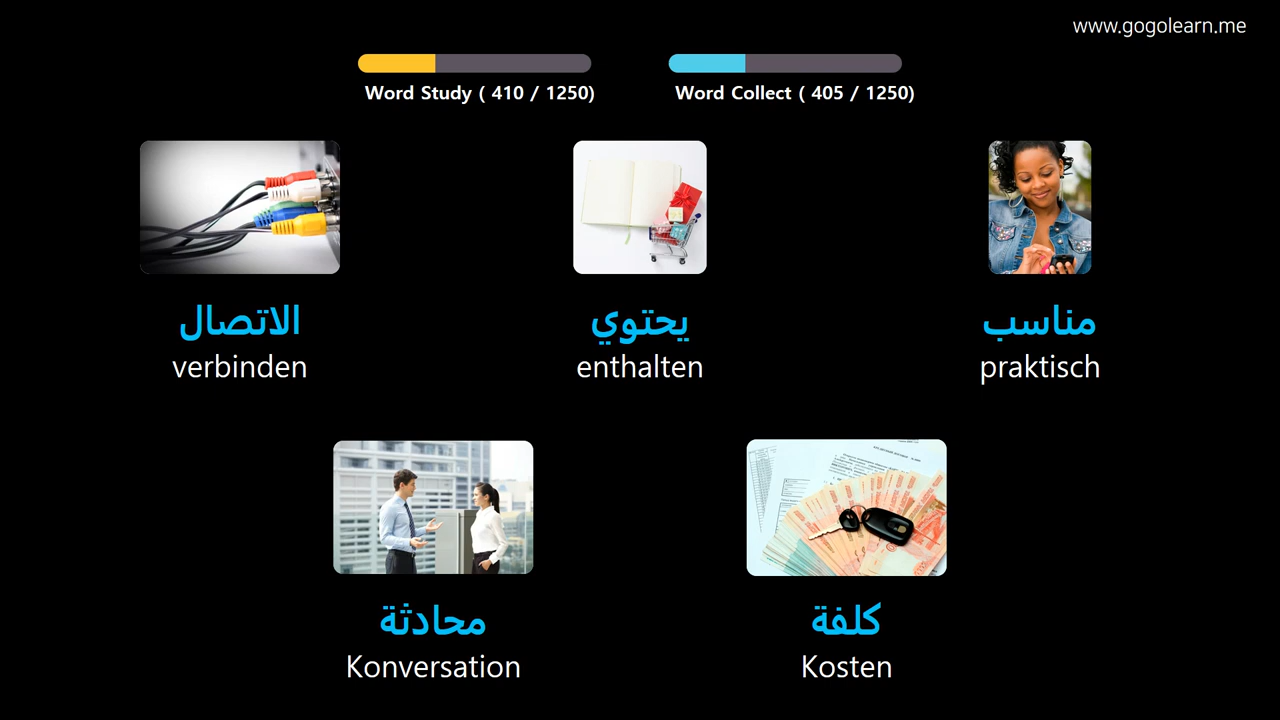 www.gogolearn.me
Word Study ( 410 / 1250)
Word Collect ( 405 / 1250)
الاتصال
verbinden
يحتوي
enthalten
مناسب
praktisch
محادثة
Konversation
كلفة
Kosten